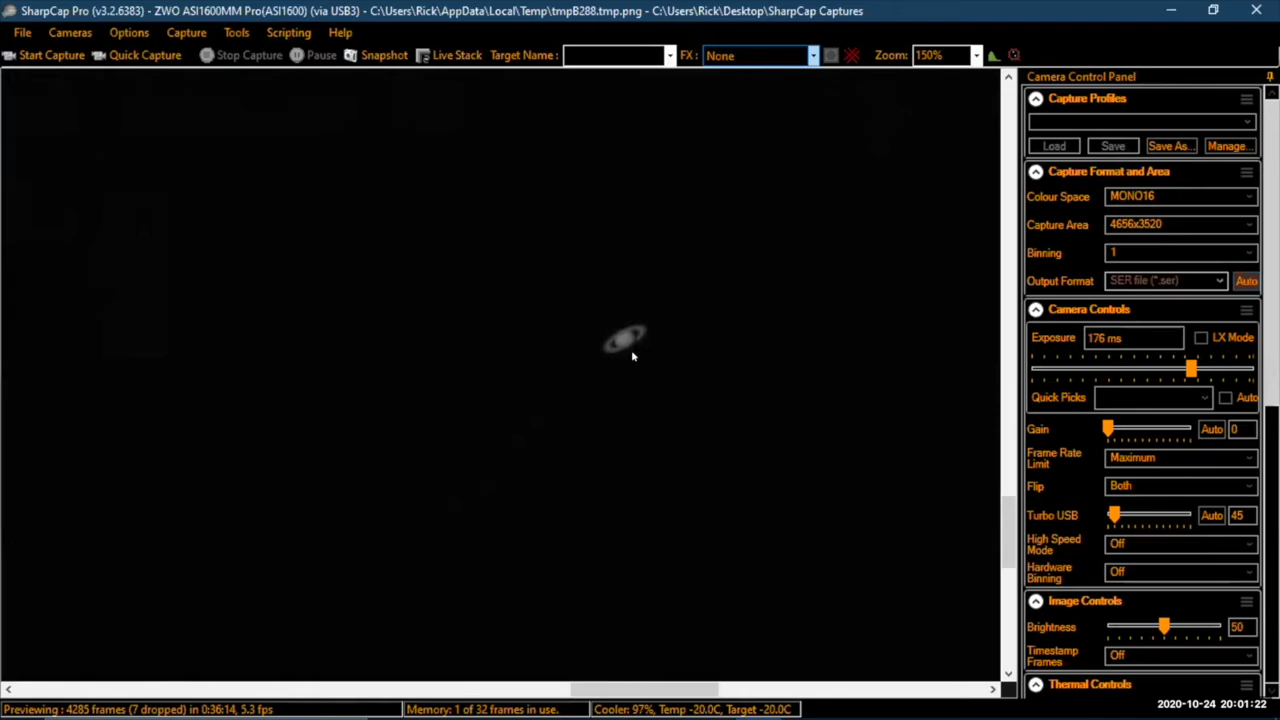 SharpCap Pro (v3.2.6383) - ZWO ASI1600MM Pro(ASI1600) (via USB3) - C:\Users\Rick\AppData\Local\Temp\tmpB288.tmp.png - C:\Users\Rick\Desktop\SharpCap Captures
File Cameras Options Capture Tools Scripting Help
Start Capture Quick Capture Stop Capture Pause Snapshot Live Stack Target Name : FX : None Zoom: 150%
Camera Control Panel
Capture Profiles
Load Save Save As... Manage...
Capture Format and Area
Colour Space MONO16
Capture Area 4656x3520
Binning 1
Output Format SER file (*.ser) Auto
Camera Controls
Exposure 176 ms LX Mode
Quick Picks Auto
Gain Auto 0
Frame Rate Limit Maximum
Flip Both
Turbo USB Auto 45
High Speed Mode Off
Hardware Binning Off
Image Controls
Brightness 50
Timestamp Frames Off
Thermal Controls
2020-10-24 20:01:22
Previewing : 4285 frames (7 dropped) in 0:36:14, 5.3 fps Memory: 1 of 32 frames in use. Cooler: 97%, Temp -20.0C, Target -20.0C